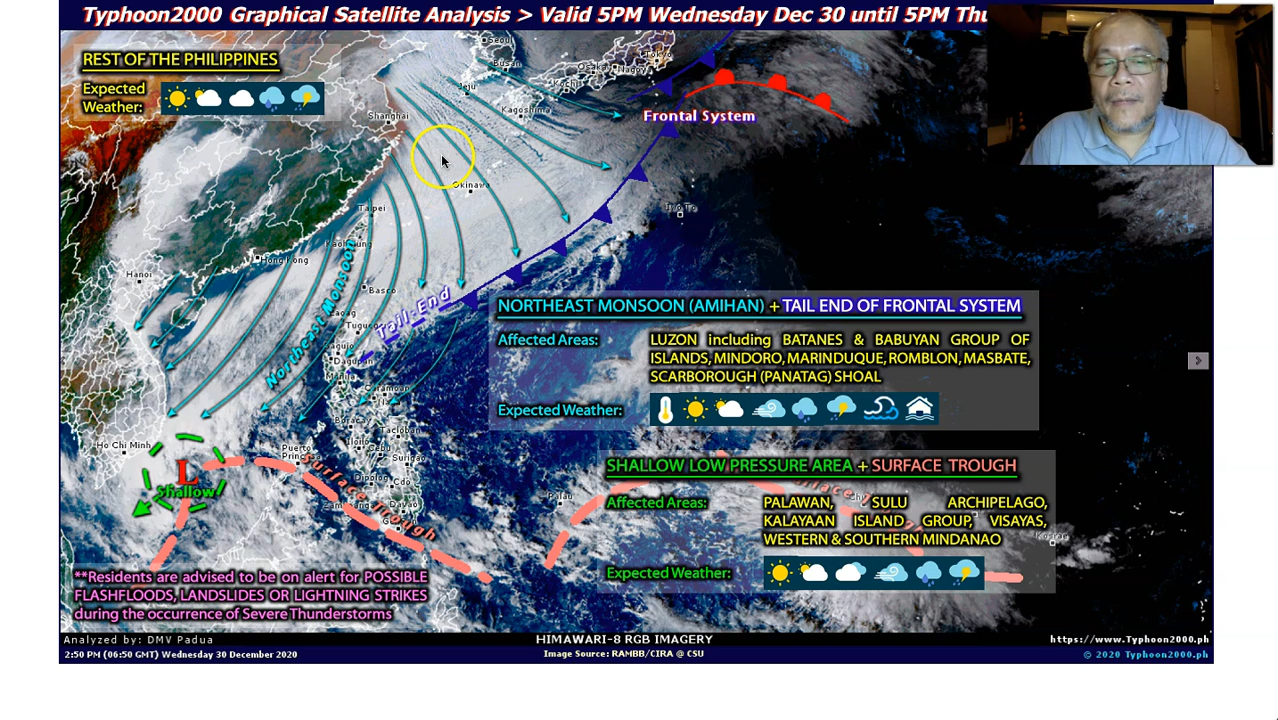 Typhoon2000 Graphical Satellite Analysis > Valid 5PM Wednesday Dec 30 until 5PM Thu
REST OF THE PHILIPPINES
Expected
Weather:
Seoul
Busan
Tokyo
Osaka
Nagoya
Kochi
Jeju
Kagoshima
Shanghai
Frontal System
Okinawa
Taipei
Iwo To
Kaohsiung
Hong Kong
Hanoi
Basco
Northeast Monsoon
Tail-End
Laoag
Tuguegarao
Baguio
Dagupan
Manila
Caramoan
NORTHEAST MONSOON (AMIHAN) + TAIL END OF FRONTAL SYSTEM
Affected Areas:
LUZON including BATANES & BABUYAN GROUP OF
ISLANDS, MINDORO, MARINDUQUE, ROMBLON, MASBATE,
SCARBOROUGH (PANATAG) SHOAL
Expected Weather:
Boracay
Tacloban
Iloilo
Cebu
Ho Chi Minh
Puerto
Princesa
Surigao
Dipolog
Cdo
Davao
Palau
L
Shallow
Surface Trough
SHALLOW LOW PRESSURE AREA + SURFACE TROUGH
Affected Areas:
PALAWAN, SULU ARCHIPELAGO,
KALAYAAN ISLAND GROUP, VISAYAS,
WESTERN & SOUTHERN MINDANAO
Kosrae
Expected Weather:
**Residents are advised to be on alert for POSSIBLE
FLASHFLOODS, LANDSLIDES OR LIGHTNING STRIKES
during the occurrence of Severe Thunderstorms
Analyzed by: DMV Padua
HIMAWARI-8 RGB IMAGERY
https://www.Typhoon2000.ph
2:50 PM (06:50 GMT) Wednesday 30 December 2020
Image Source: RAMBB/CIRA @ CSU
© 2020 Typhoon2000.ph